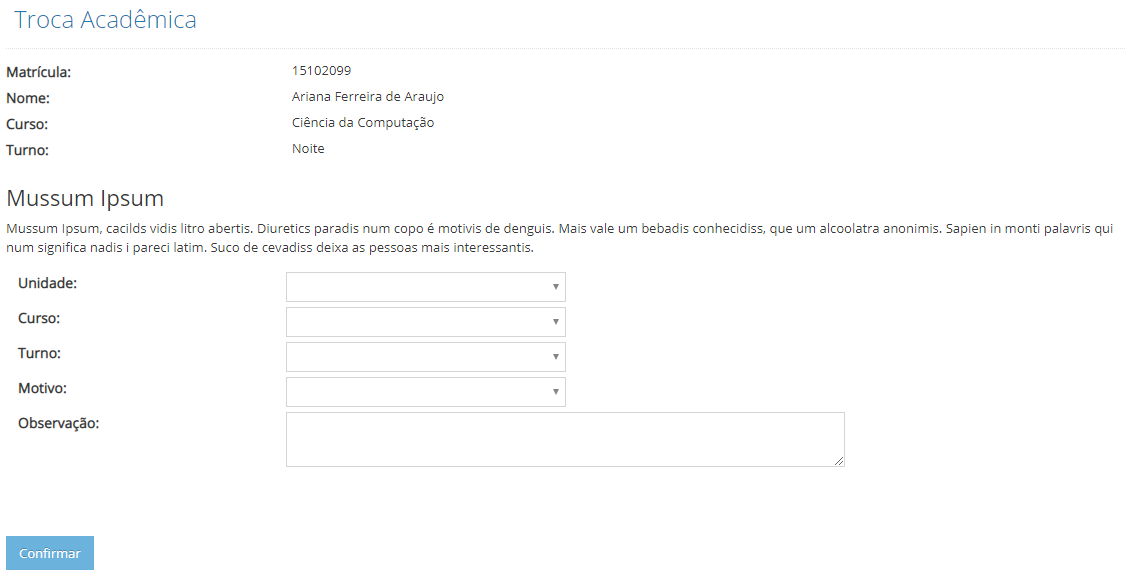 Troca Acadêmica
Matrícula: 15102099
Nome: Ariana Ferreira de Araujo
Curso: Ciência da Computação
Turno: Noite
Mussum Ipsum
Mussum Ipsum, cacilds vidis litro abertis. Diuretics paradis num copo é motivis de denguis. Mais vale um bebadis conhecidiss, que um alcoolatra anonimis. Sapien in monti palavris qui
num significa nadis i pareci latim. Suco de cevadiss deixa as pessoas mais interessantis.
Unidade:
Curso:
Turno:
Motivo:
Observação:
Confirmar